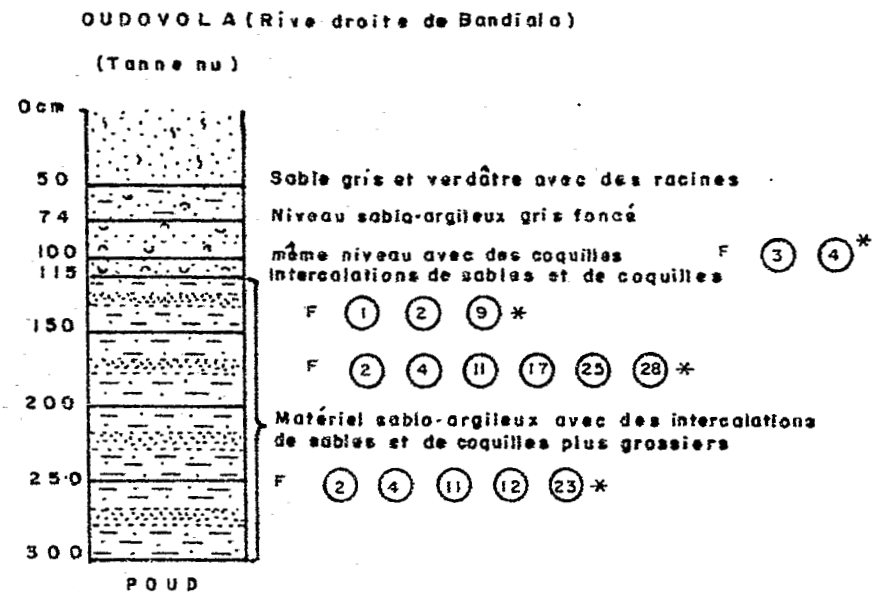 OUDOVOLA (Rive droite de Bandiala)
(Tanne nu)
0cm
50 Sable gris et verdâtre avec des racines
74 Niveau sablo-argileux gris foncé
100 même niveau avec des coquilles F 3 4 *
115 Intercalations de sables et de coquilles
F 1 2 9 *
150
F 2 4 11 17 25 28 *
200
Matériel sablo-argileux avec des intercalations
de sables et de coquilles plus grossiers
250 F 2 4 11 12 23 *
300
POUD